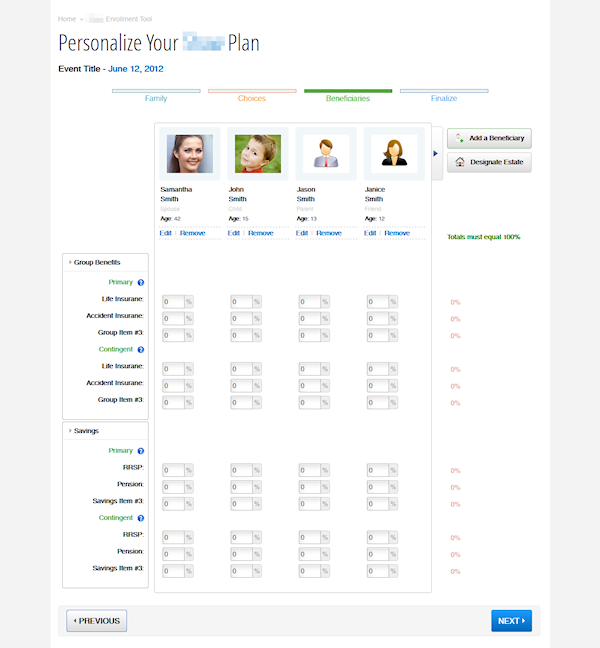 Home » Enrollment Tool
Personalize Your Plan
Event Title - June 12, 2012
Family Choices Beneficiaries Finalize
Add a Beneficiary
Designate Estate
Samantha John Jason Janice
Smith Smith Smith Smith
Spouse Child Parent Friend
Age: 42 Age: 15 Age: 13 Age: 12
Edit | Remove Edit | Remove Edit | Remove Edit | Remove
Totals must equal 100%
Group Benefits
Primary ?
Life Insurane: 0 % 0 % 0 % 0 % 0%
Accident Insurane: 0 % 0 % 0 % 0 % 0%
Group Item #3: 0 % 0 % 0 % 0 % 0%
Contingent ?
Life Insurane: 0 % 0 % 0 % 0 % 0%
Accident Insurane: 0 % 0 % 0 % 0 % 0%
Group Item #3: 0 % 0 % 0 % 0 % 0%
Savings
Primary ?
RRSP: 0 % 0 % 0 % 0 % 0%
Pension: 0 % 0 % 0 % 0 % 0%
Savings Item #3: 0 % 0 % 0 % 0 % 0%
Contingent ?
RRSP: 0 % 0 % 0 % 0 % 0%
Pension: 0 % 0 % 0 % 0 % 0%
Savings Item #3: 0 % 0 % 0 % 0 % 0%
PREVIOUS NEXT